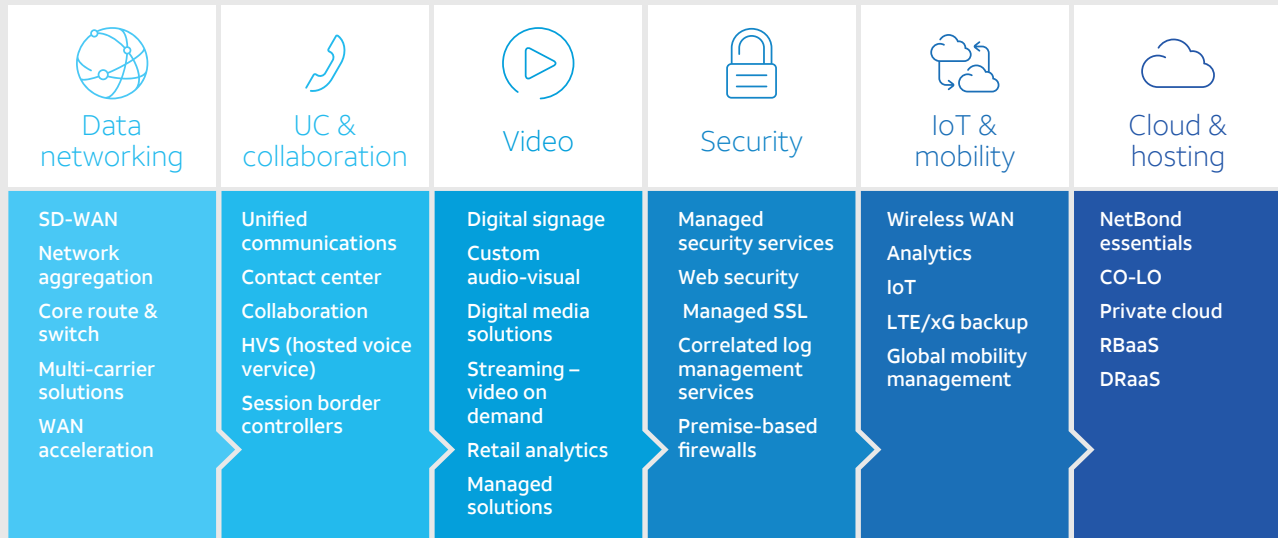 Data
networking
SD-WAN
Network
aggregation
Core route &
switch
Multi-carrier
solutions
WAN
acceleration
UC &
collaboration
Unified
communications
Contact center
Collaboration
HVS (hosted voice
vervice)
Session border
controllers
Video
Digital signage
Custom
audio-visual
Digital media
solutions
Streaming –
video on
demand
Retail analytics
Managed
solutions
Security
Managed
security services
Web security
Managed SSL
Correlated log
management
services
Premise-based
firewalls
IoT &
mobility
Wireless WAN
Analytics
IoT
LTE/xG backup
Global mobility
management
Cloud &
hosting
NetBond
essentials
CO-LO
Private cloud
RBaaS
DRaaS